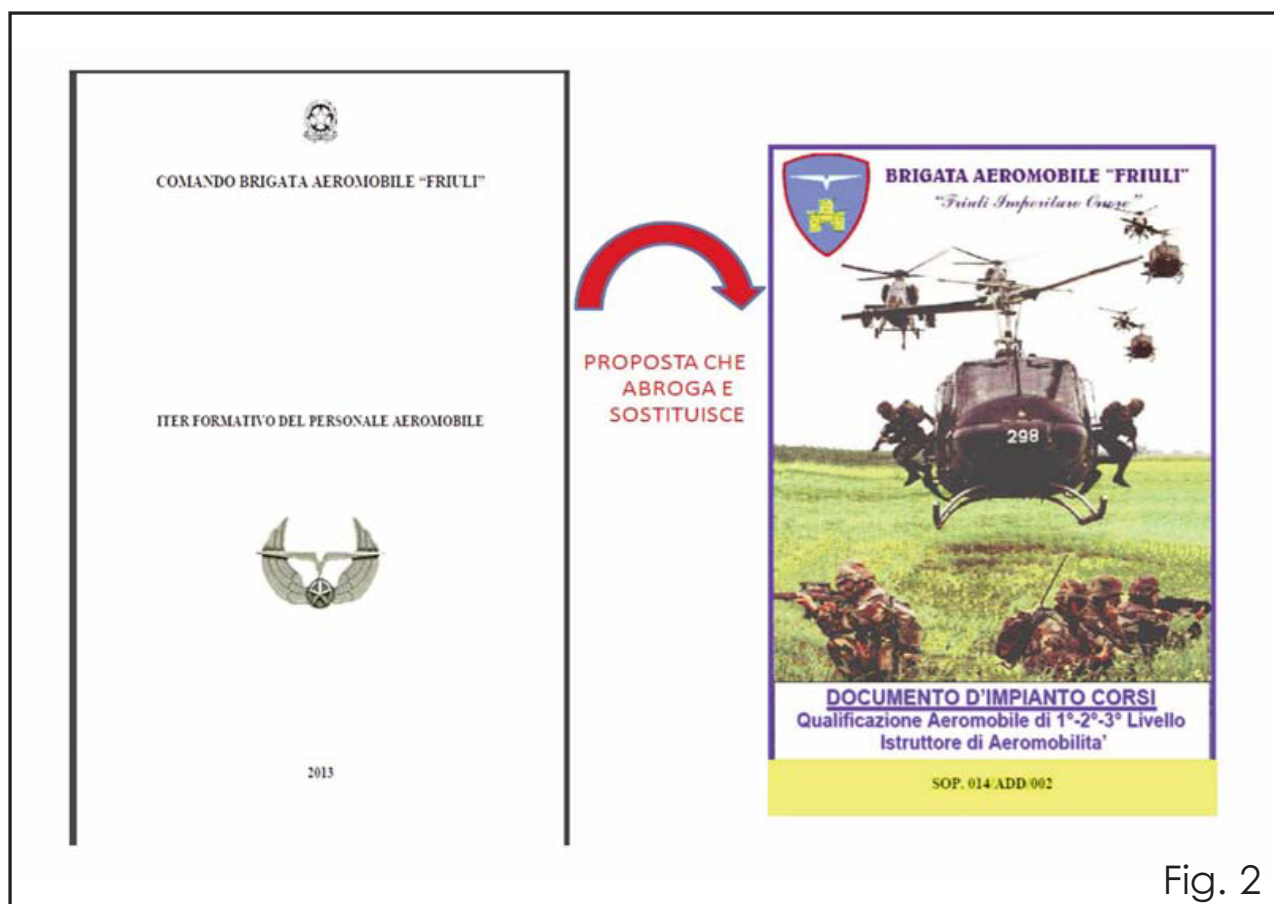 COMANDO BRIGATA AEROMOBILE “FRIULI”
ITER FORMATIVO DEL PERSONALE AEROMOBILE
2013
PROPOSTA CHE
ABROGA E
SOSTITUISCE
BRIGATA AEROMOBILE "FRIULI"
"Friuli Imperituro Onore"
298
DOCUMENTO D'IMPIANTO CORSI
Qualificazione Aeromobile di 1°-2°-3° Livello
Istruttore di Aeromobilita'
SOP. 014/ADD/002
Fig. 2